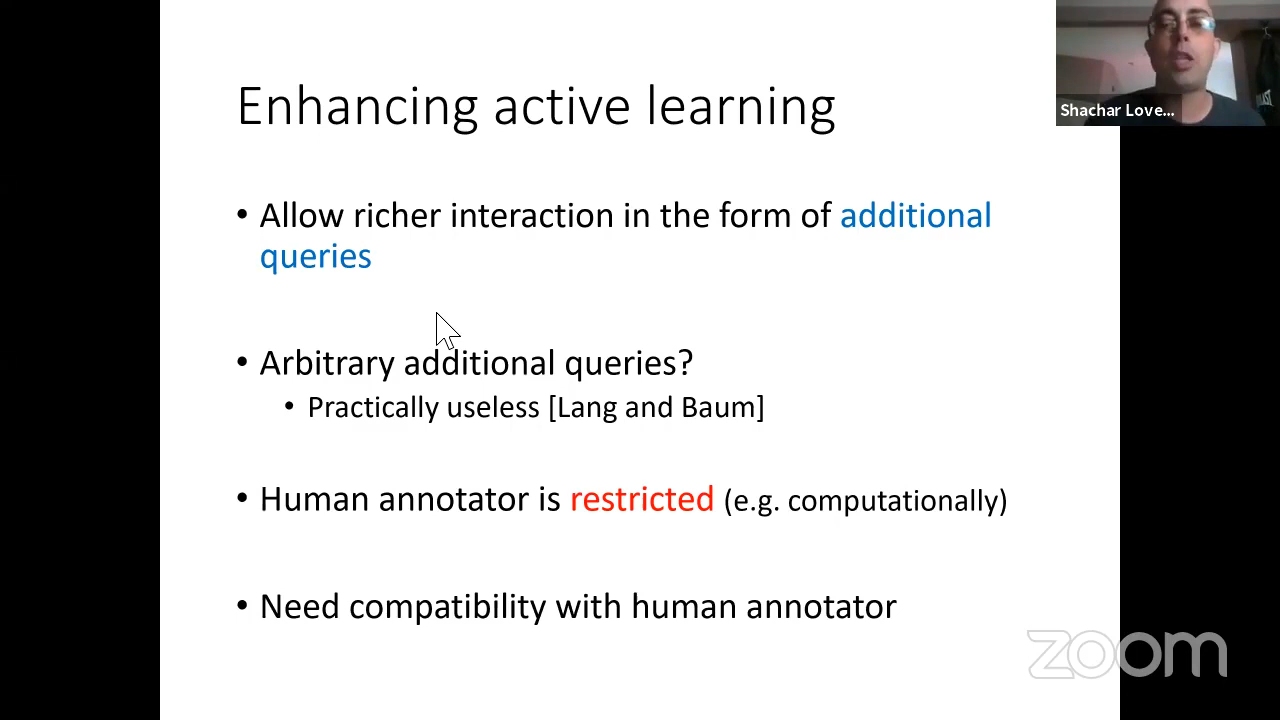 Enhancing active learning
Shachar Love...
• Allow richer interaction in the form of additional
queries
• Arbitrary additional queries?
• Practically useless [Lang and Baum]
• Human annotator is restricted (e.g. computationally)
• Need compatibility with human annotator
zoom